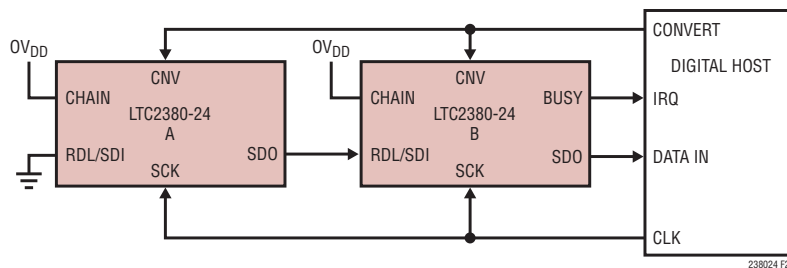 CONVERT
OVDD
OVDD
DIGITAL HOST
CNV
CNV
CHAIN
CHAIN
BUSY
IRQ
LTC2380-24
A
LTC2380-24
B
RDL/SDI
SDO
RDL/SDI
SDO
DATA IN
SCK
SCK
CLK
238024 F2